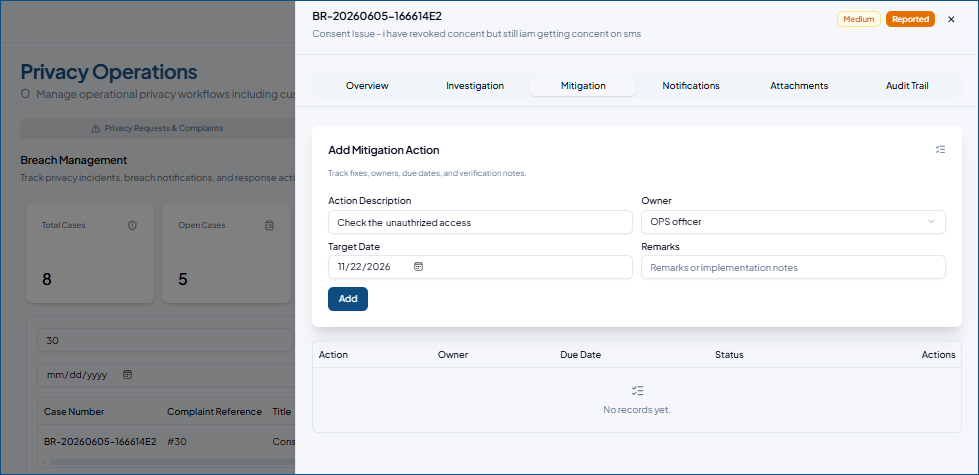 Privacy Operations
Manage operational privacy workflows including cus
Privacy Requests & Complaints
Breach Management
Track privacy incidents, breach notifications, and response acti
Total Cases
8
Open Cases
5
30
mm/dd/yyyy
Case Number Complaint Reference Title
BR-20260605-166614E2 #30 Cons
BR-20260605-166614E2
Consent Issue - i have revoked concent but still iam getting concent on sms
Medium
Reported
Overview Investigation Mitigation Notifications Attachments Audit Trail
Add Mitigation Action
Track fixes, owners, due dates, and verification notes.
Action Description
Check the unauthrized access
Owner
OPS officer
Target Date
11/22/2026
Remarks
Remarks or implementation notes
Add
Action Owner Due Date Status Actions
No records yet.